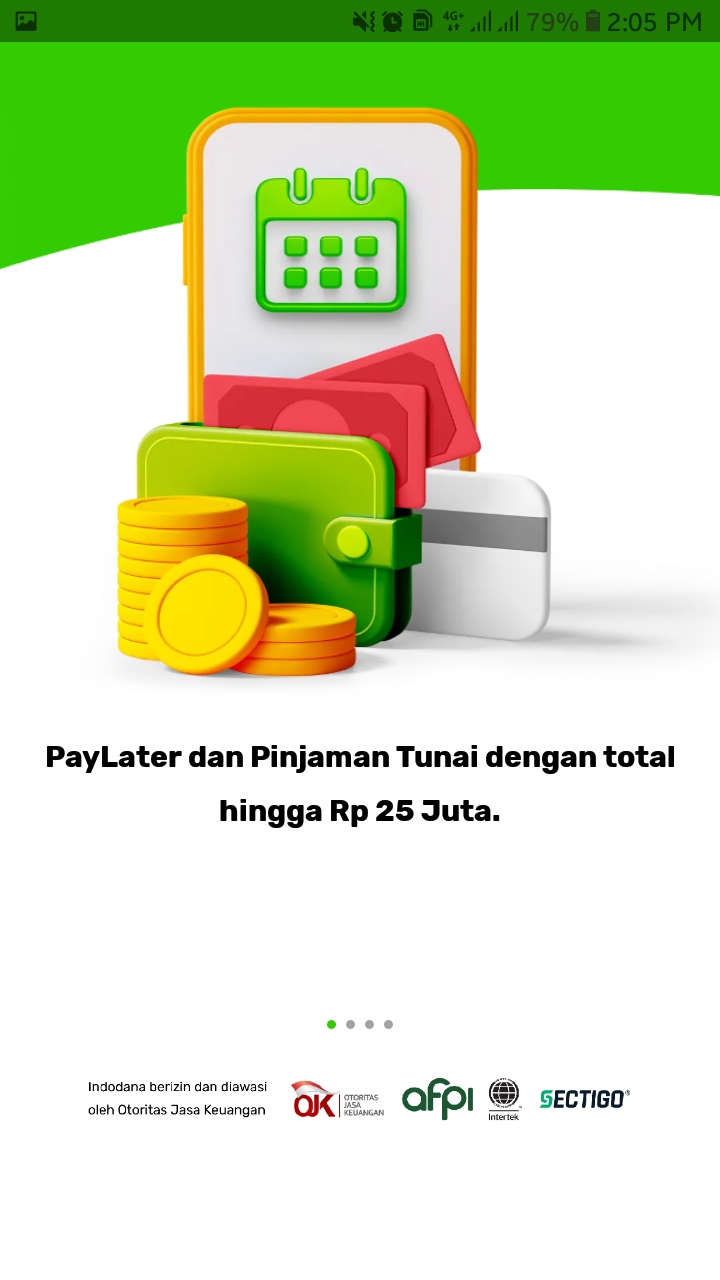 4G+ 79% 2:05 PM
PayLater dan Pinjaman Tunai dengan total
hingga Rp 25 Juta.
Indodana berizin dan diawasi
oleh Otoritas Jasa Keuangan
OJK
OTORITAS
JASA
KEUANGAN
afpi
Intertek
SECTIGO®